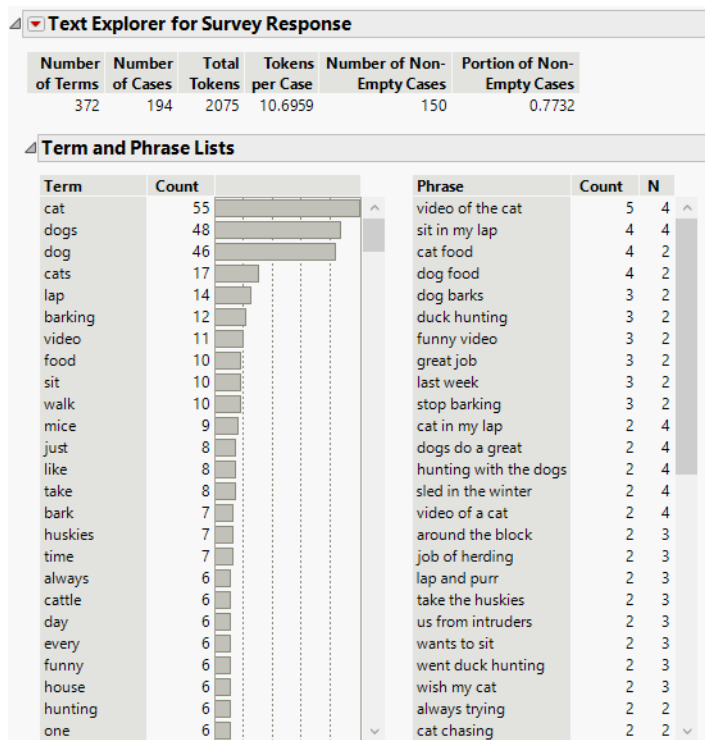 Text Explorer for Survey Response
Number Number Total Tokens Number of Non- Portion of Non-
of Terms of Cases Tokens per Case Empty Cases Empty Cases
372 194 2075 10.6959 150 0.7732
Term and Phrase Lists
Term Count Phrase Count N
cat 55 video of the cat 5 4
dogs 48 sit in my lap 4 4
dog 46 cat food 4 2
cats 17 dog food 4 2
lap 14 dog barks 3 2
barking 12 duck hunting 3 2
video 11 funny video 3 2
food 10 great job 3 2
sit 10 last week 3 2
walk 10 stop barking 3 2
mice 9 cat in my lap 2 4
just 8 dogs do a great 2 4
like 8 hunting with the dogs 2 4
take 8 sled in the winter 2 4
bark 7 video of a cat 2 4
huskies 7 around the block 2 3
time 7 job of herding 2 3
always 6 lap and purr 2 3
cattle 6 take the huskies 2 3
day 6 us from intruders 2 3
every 6 wants to sit 2 3
funny 6 went duck hunting 2 3
house 6 wish my cat 2 3
hunting 6 always trying 2 2
one 6 cat chasing 2 2